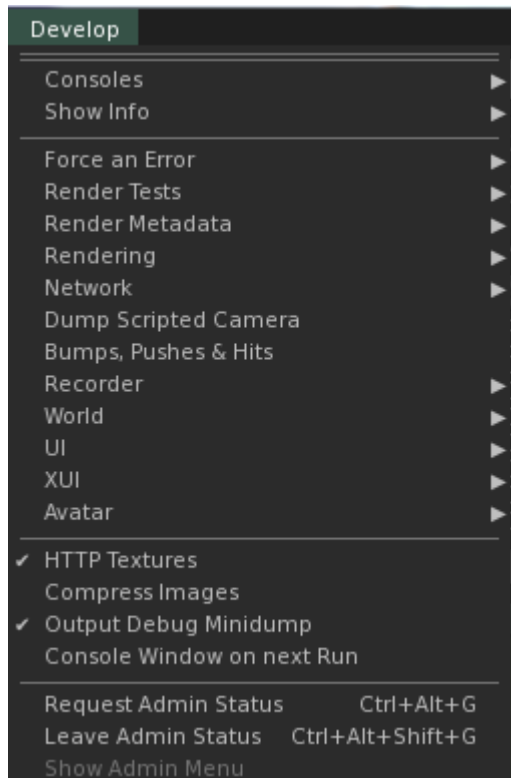 Develop
Consoles
Show Info
Force an Error
Render Tests
Render Metadata
Rendering
Network
Dump Scripted Camera
Bumps, Pushes & Hits
Recorder
World
UI
XUI
Avatar
HTTP Textures
Compress Images
Output Debug Minidump
Console Window on next Run
Request Admin Status Ctrl+Alt+G
Leave Admin Status Ctrl+Alt+Shift+G
Show Admin Menu